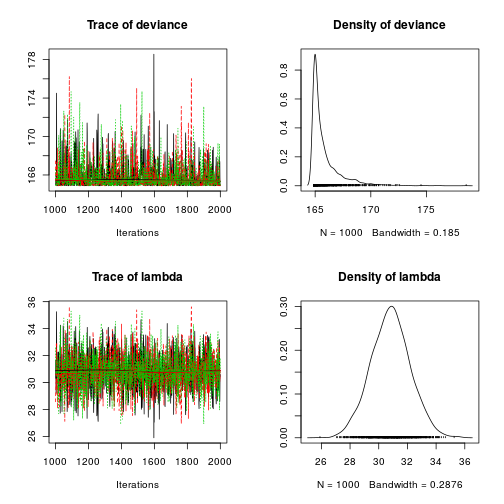 Trace of deviance
178
174
170
166
1000 1200 1400 1600 1800 2000
Iterations
Density of deviance
0.8
0.6
0.4
0.2
0.0
165 170 175
N = 1000 Bandwidth = 0.185
Trace of lambda
36
34
32
30
28
26
1000 1200 1400 1600 1800 2000
Iterations
Density of lambda
0.30
0.20
0.10
0.00
26 28 30 32 34 36
N = 1000 Bandwidth = 0.2876